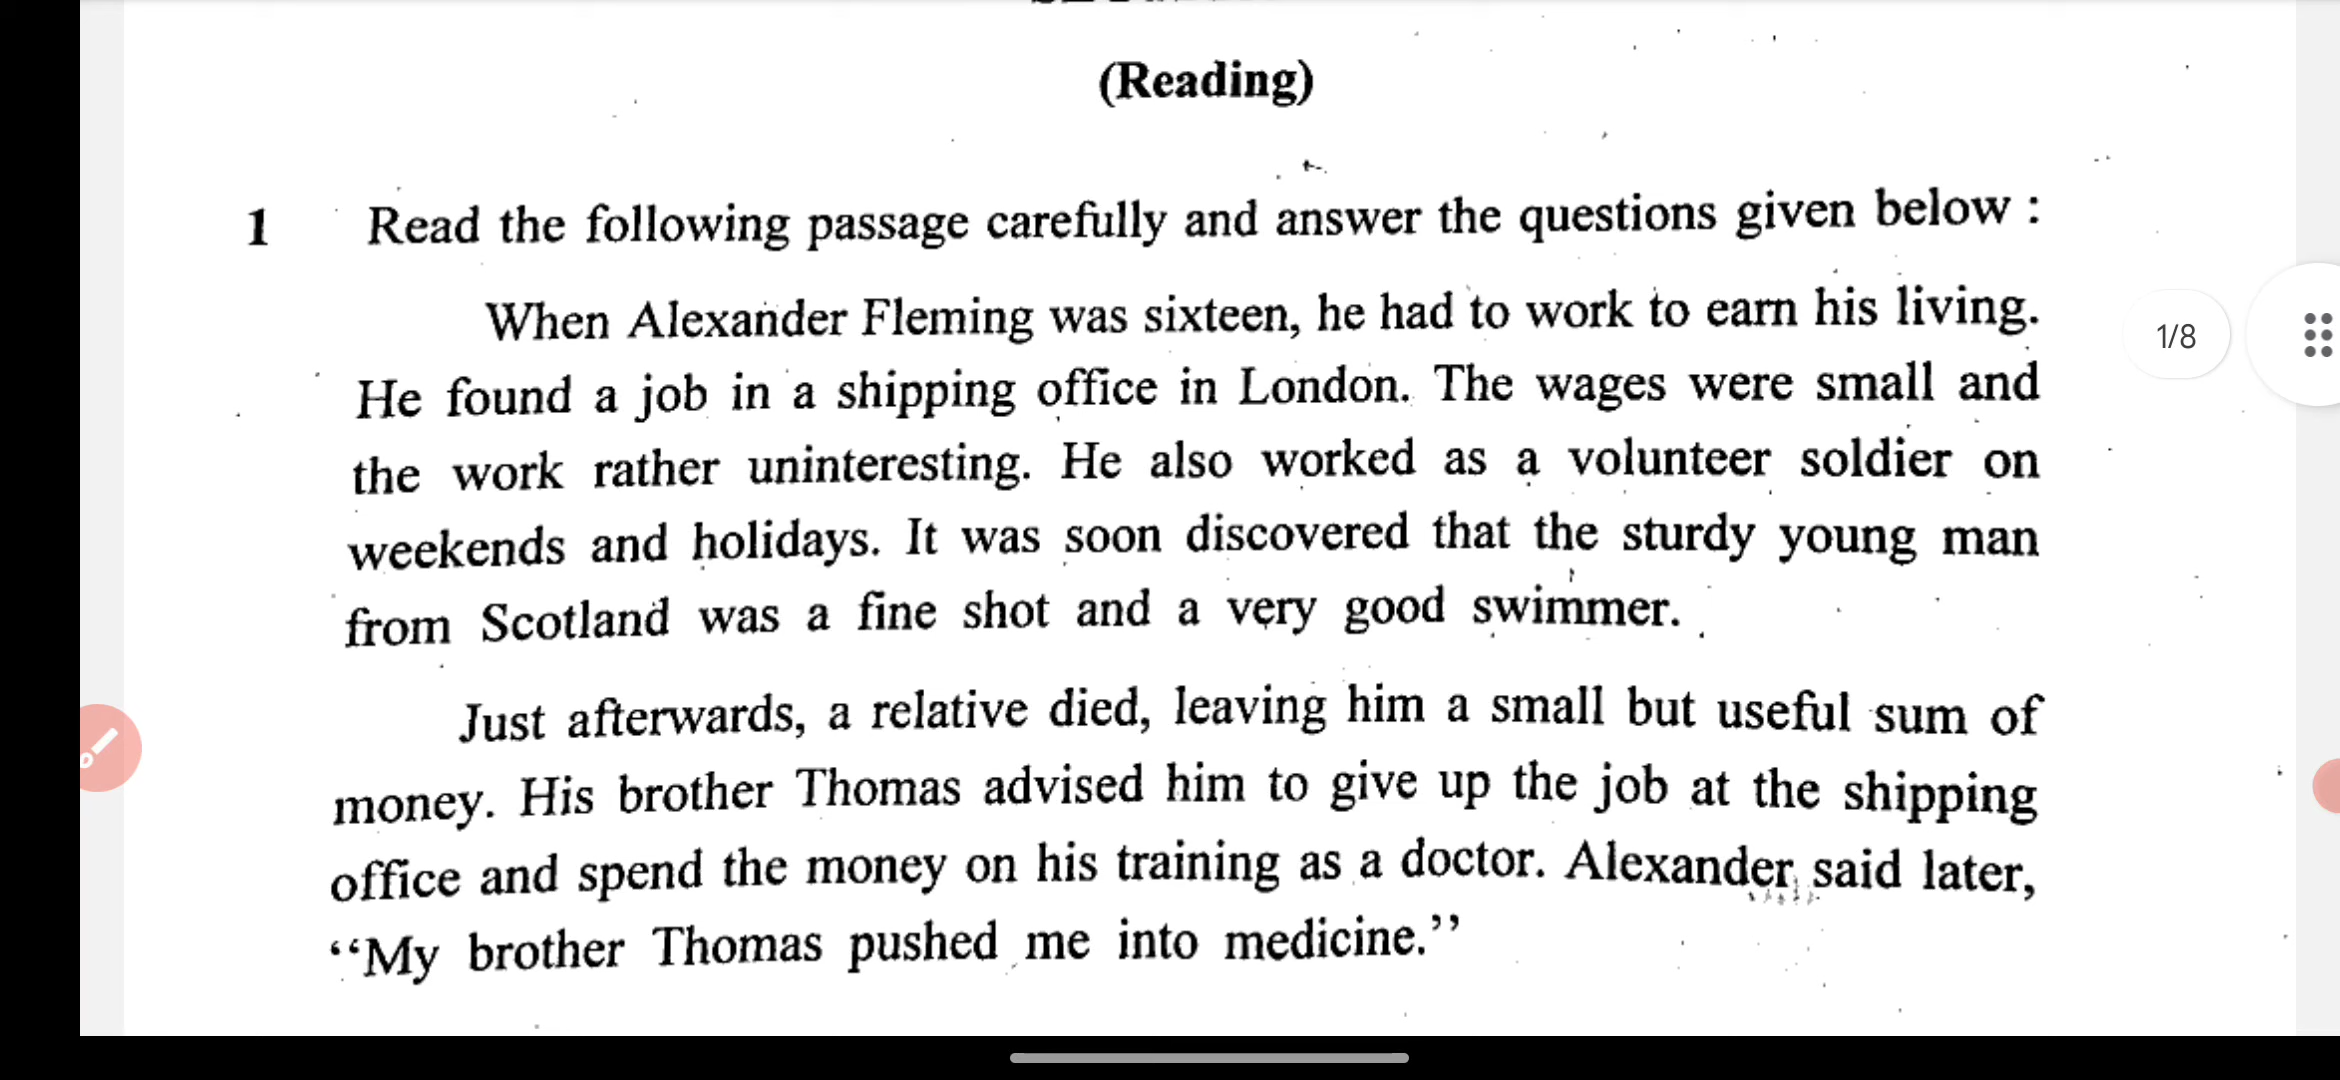 (Reading)
1 Read the following passage carefully and answer the questions given below :
When Alexander Fleming was sixteen, he had to work to earn his living.
He found a job in a shipping office in London. The wages were small and
the work rather uninteresting. He also worked as a volunteer soldier on
weekends and holidays. It was soon discovered that the sturdy young man
from Scotland was a fine shot and a very good swimmer.
Just afterwards, a relative died, leaving him a small but useful sum of
money. His brother Thomas advised him to give up the job at the shipping
office and spend the money on his training as a doctor. Alexander said later,
‘‘My brother Thomas pushed me into medicine.’’
1/8